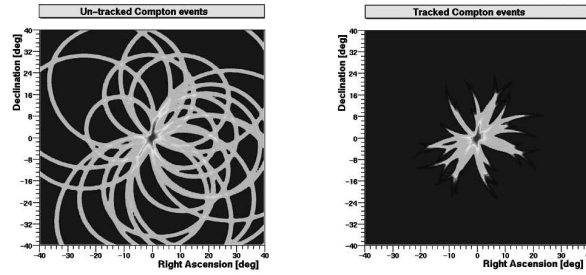 Un-tracked Compton events
Declination [deg]
40
32
24
16
8
0
-8
-16
-24
-32
-40
-40 -30 -20 -10 0 10 20 30 40
Right Ascension [deg]
Tracked Compton events
Declination [deg]
40
32
24
16
8
0
-8
-16
-24
-32
-40
-40 -30 -20 -10 0 10 20 30 40
Right Ascension [deg]